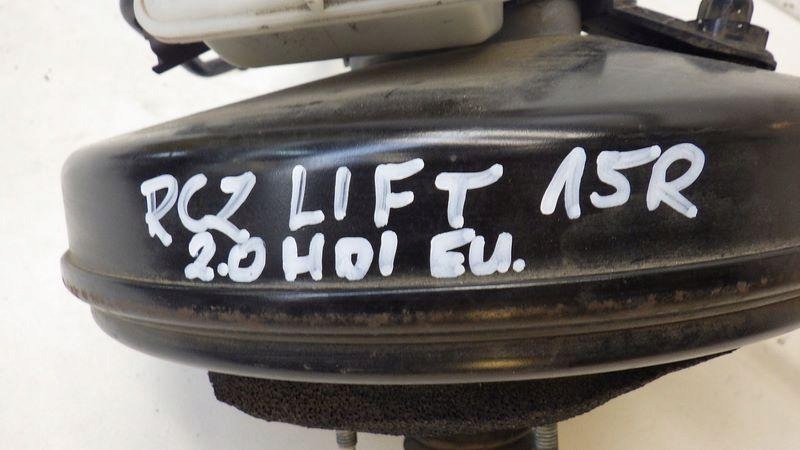 RCZ LIFT 15R
2.0 HDI EU.